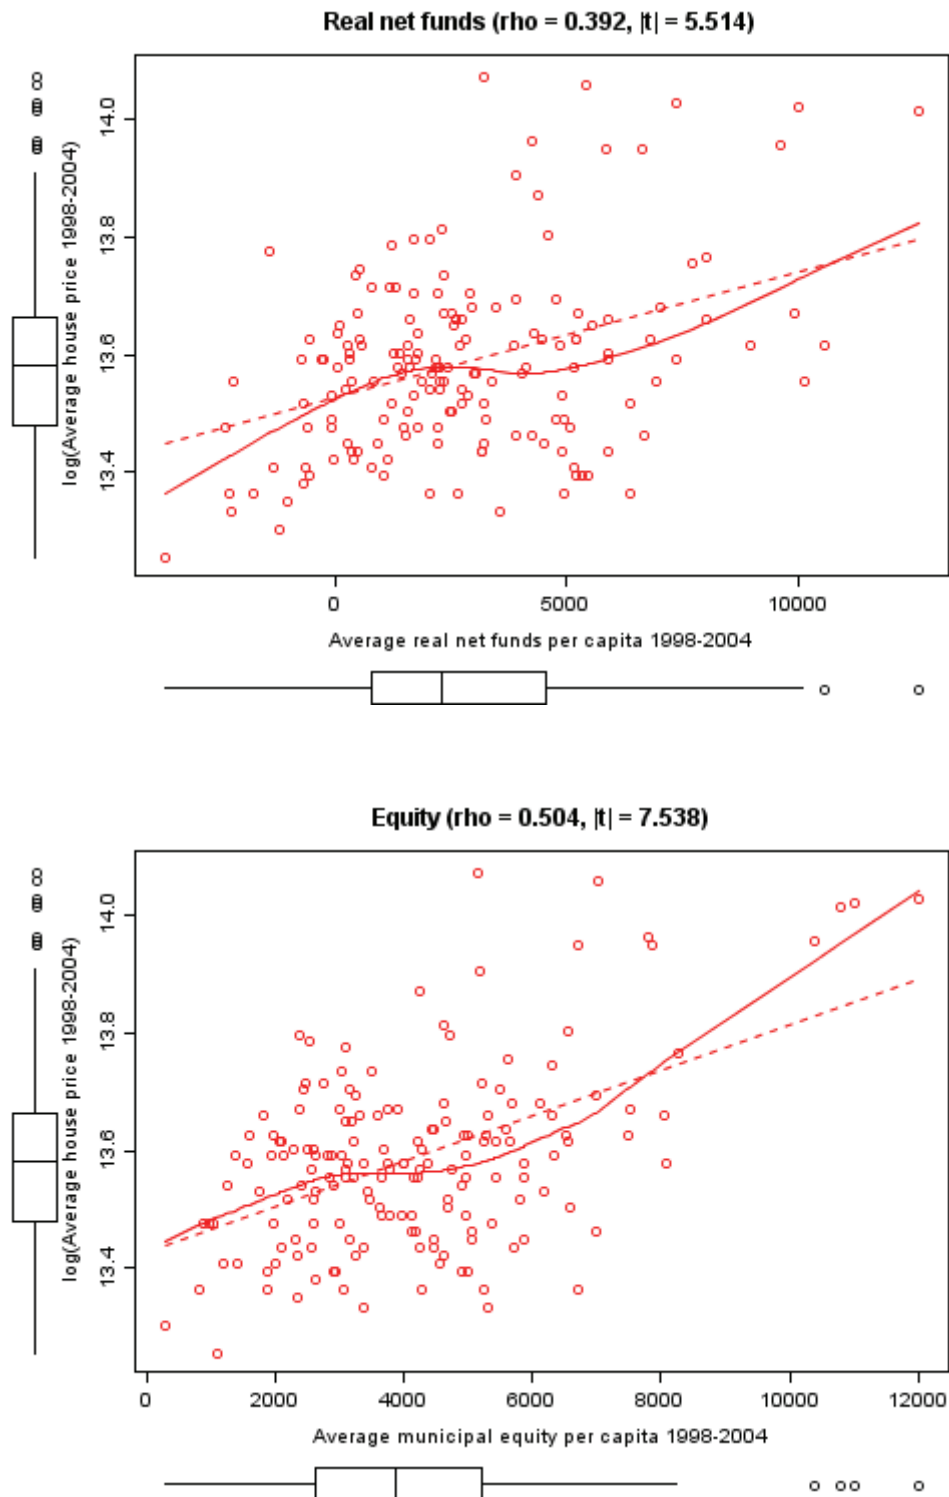 Real net funds (rho = 0.392, |t| = 5.514)
log(Average house price 1998-2004)
14.0
13.8
13.6
13.4
0 5000 10000
Average real net funds per capita 1998-2004
Equity (rho = 0.504, |t| = 7.538)
log(Average house price 1998-2004)
14.0
13.8
13.6
13.4
0 2000 4000 6000 8000 10000 12000
Average municipal equity per capita 1998-2004